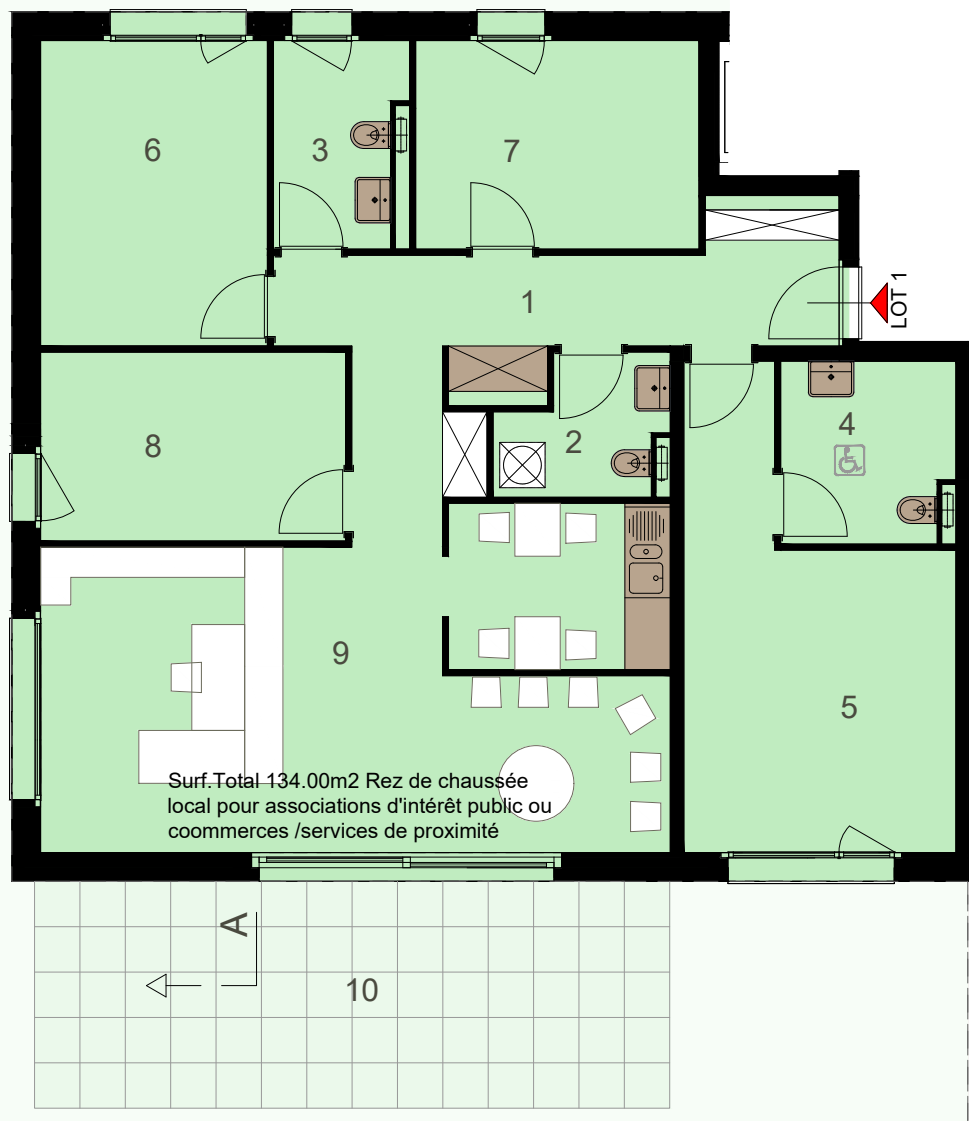 6
3
7
1
LOT 1
8
2
4
9
5
Surf.Total 134.00m2 Rez de chaussée
local pour associations d'intérêt public ou
coommerces /services de proximité
A
10